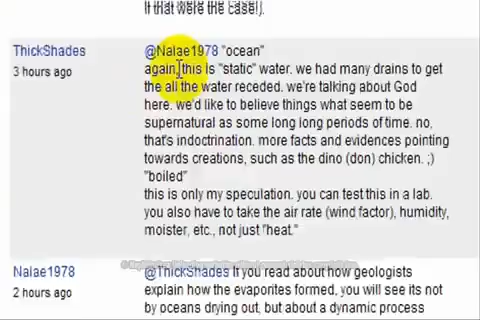 If that were the case!).
ThickShades
3 hours ago
@Nalae1978 "ocean"
again, this is "static" water. we had many drains to get
the all the water receded. we're talking about God
here. we'd like to believe things what seem to be
supernatural as some long long periods of time. no,
that's indoctrination. more facts and evidences pointing
towards creations, such as the dino (don) chicken. ;)
"boiled"
this is only my speculation. you can test this in a lab.
you also have to take the air rate (wind factor), humidity,
moister, etc., not just "heat."
Nalae1978
2 hours ago
@ThickShades If you read about how geologists
explain how the evaporites formed, you will see its not
by oceans drying out, but about a dynamic process